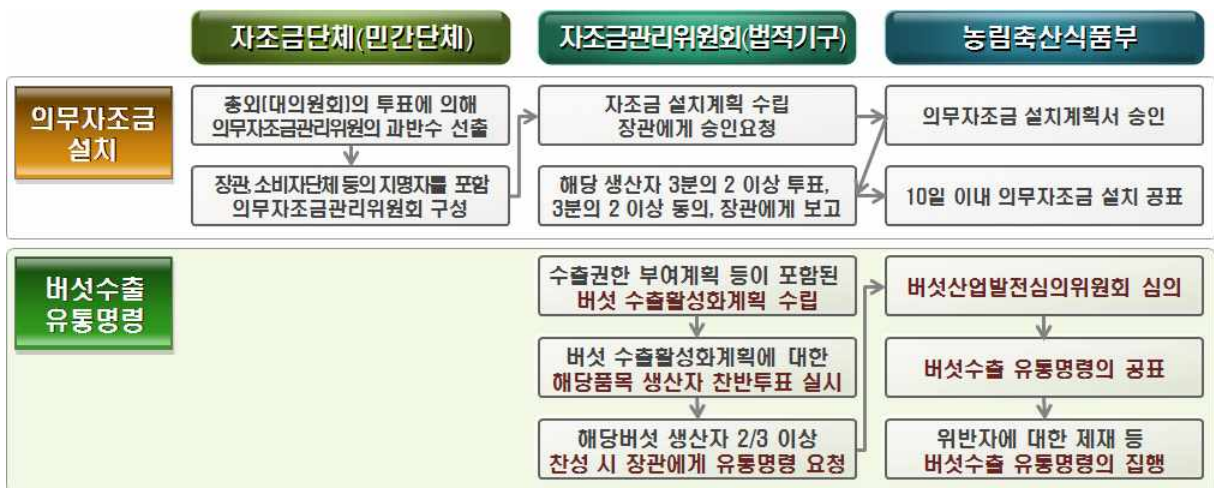 자조금단체(민간단체)
자조금관리위원회(법적기구)
농림축산식품부
의무자조금
설치
총외[대의원회]의 투표에 의해
의무자조금관리위원의 과반수 선출
장관, 소비자단체 등의 지명자를 포함
의무자조금관리위원회 구성
자조금 설치계획 수립
장관에게 승인요청
해당 생산자 3분의 2 이상 투표,
3분의 2 이상 동의, 장관에게 보고
의무자조금 설치계획서 승인
10일 이내 의무자조금 설치 공표
버섯수출
유통명령
수출권한 부여계획 등이 포함된
버섯 수출활성화계획 수립
버섯 수출활성화계획에 대한
해당품목 생산자 찬반투표 실시
해당버섯 생산자 2/3 이상
찬성 시 장관에게 유통명령 요청
버섯산업발전심의위원회 심의
버섯수출 유통명령의 공표
위반자에 대한 제재 등
버섯수출 유통명령의 집행